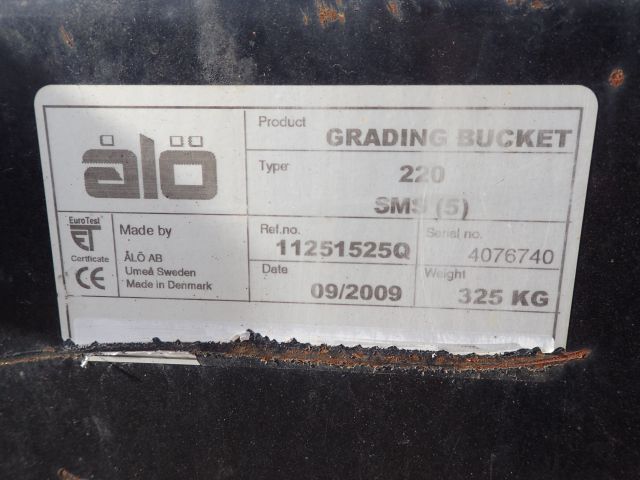 ålö
EuroTest
ET
Certificate
CE
Made by
ÅLÖ AB
Umeå Sweden
Made in Denmark
Product
GRADING BUCKET
Type
220
SMS (5)
Ref.no.
11251525Q
Serial no.
4076740
Date
09/2009
Weight
325 KG